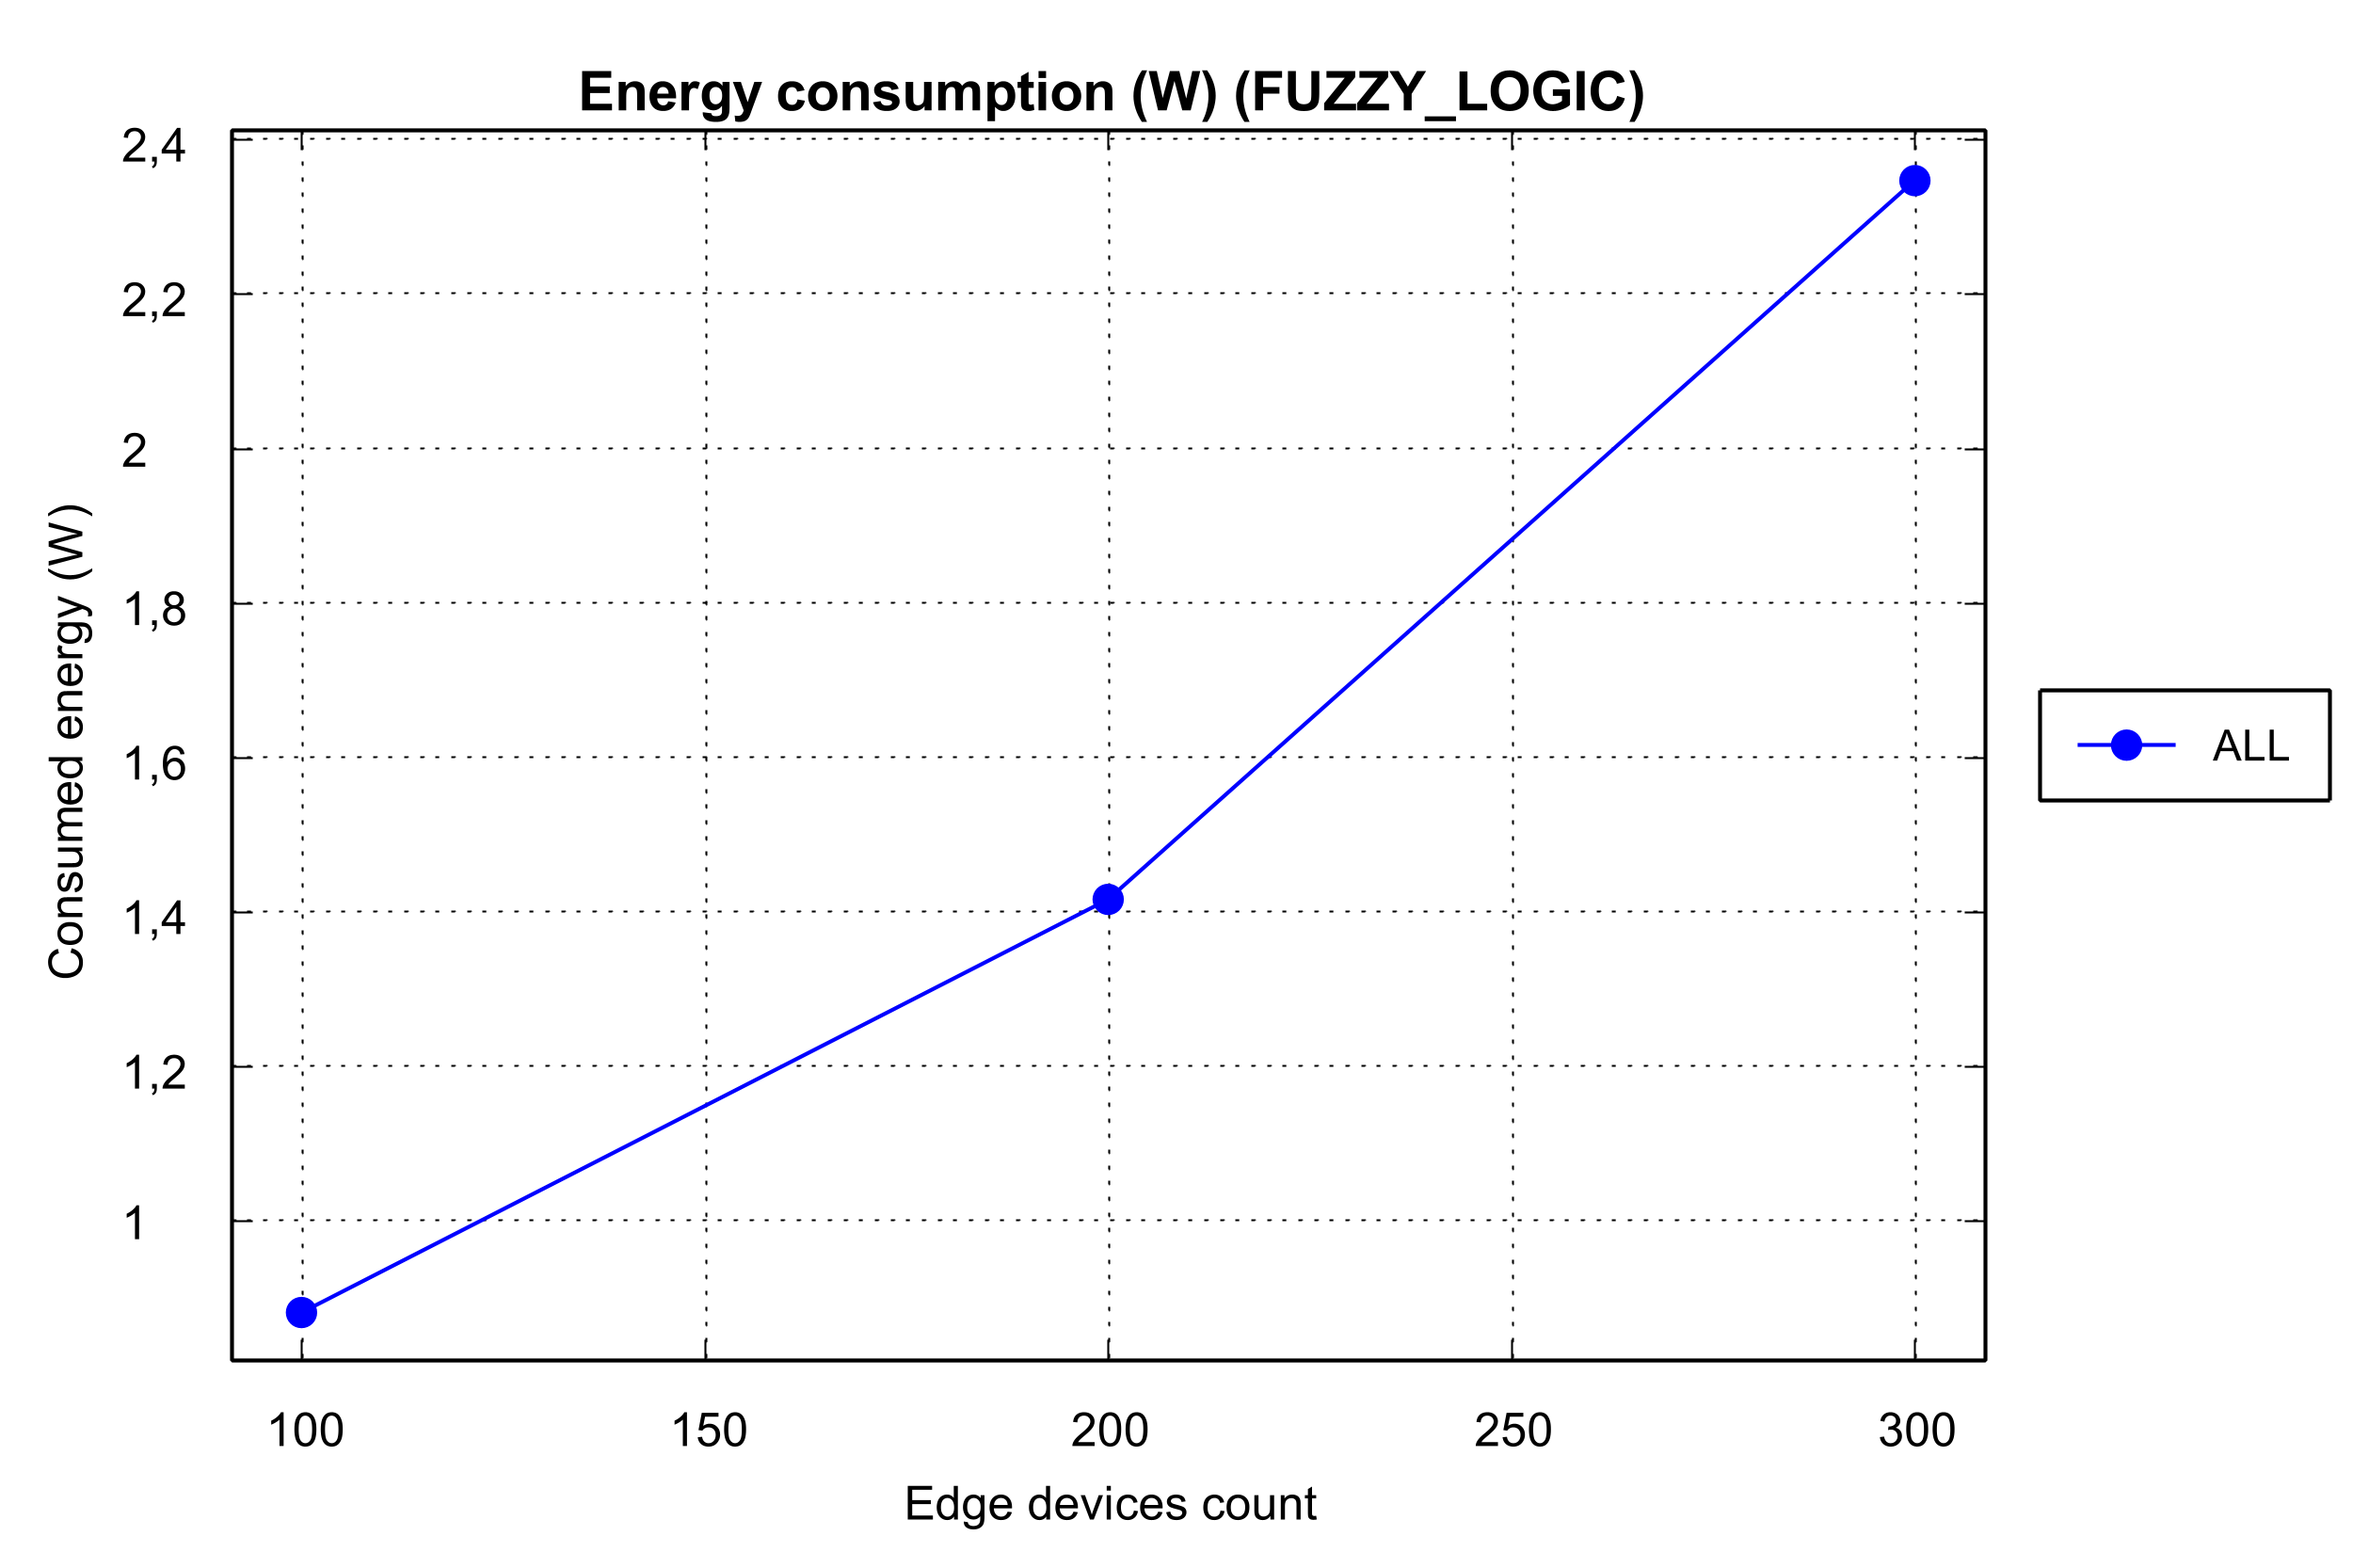 Energy consumption (W) (FUZZY_LOGIC)
2,4
2,2
2
1,8
1,6
1,4
1,2
1
Consumed energy (W)
100 150 200 250 300
Edge devices count
ALL